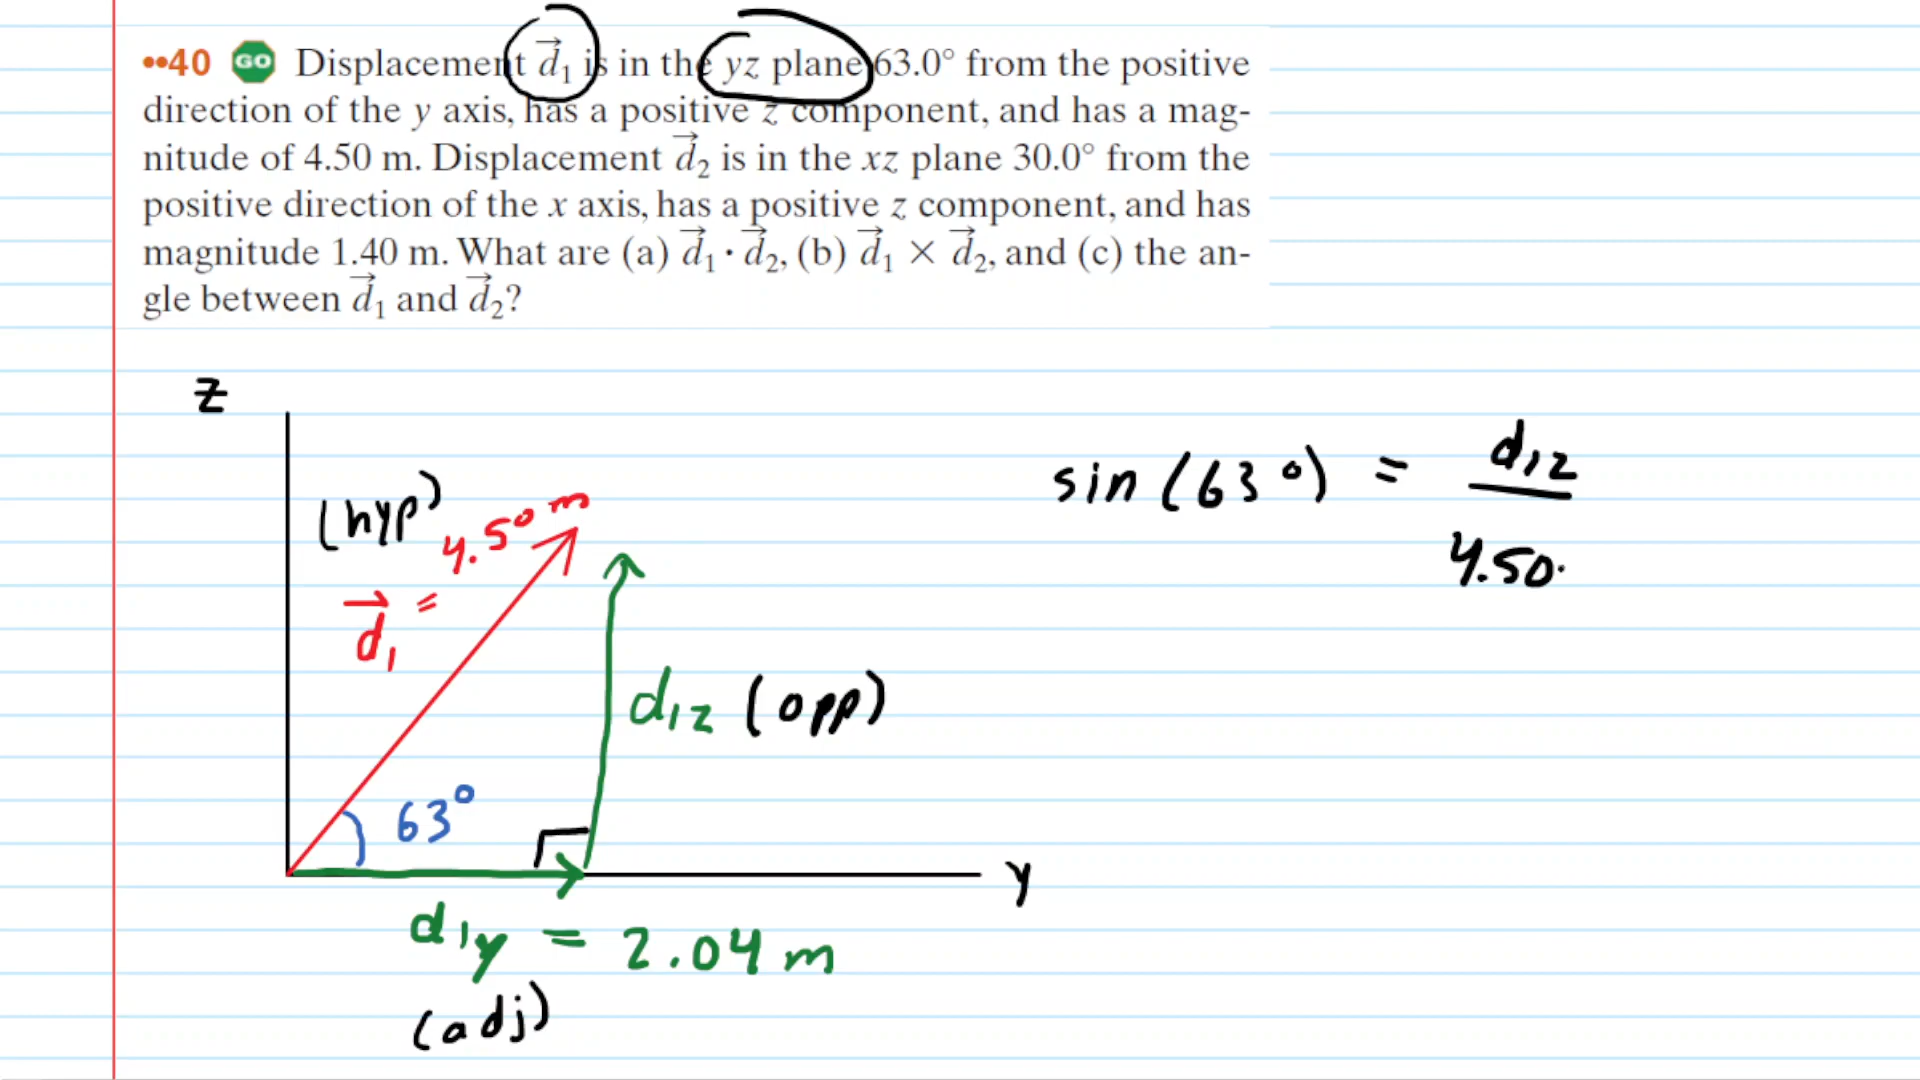 ••40 GO Displacement d⃗₁ is in the yz plane 63.0° from the positive
direction of the y axis, has a positive z component, and has a mag-
nitude of 4.50 m. Displacement d⃗₂ is in the xz plane 30.0° from the
positive direction of the x axis, has a positive z component, and has
magnitude 1.40 m. What are (a) d⃗₁ · d⃗₂, (b) d⃗₁ × d⃗₂, and (c) the an-
gle between d⃗₁ and d⃗₂?
z
(hyp)
d⃗₁ = 4.50 m
sin (63°) = d₁z / 4.50
d₁z (opp)
63°
y
d₁y = 2.04 m
(adj)